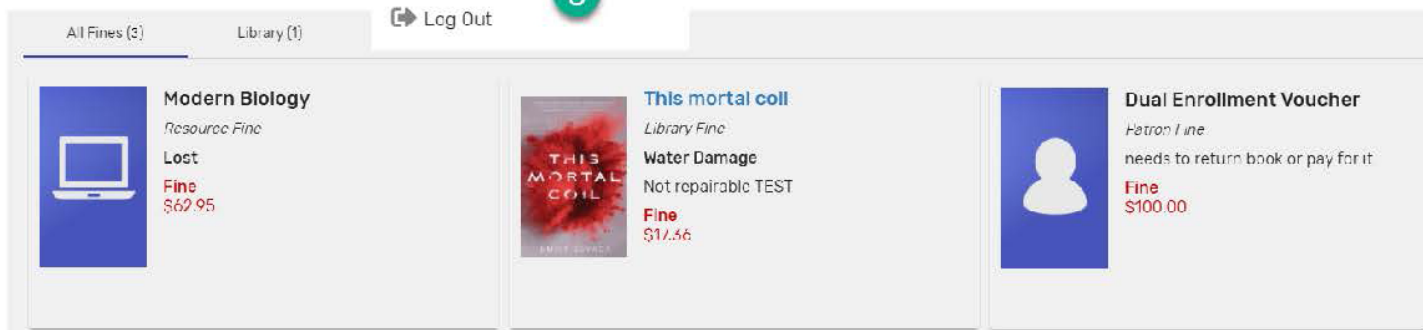 Log Out
All Fines (3)
Library (1)
Modern Biology
Resource Fine
Lost
Fine
$62.95
THIS
MORTAL
COIL
This mortal coil
Library Fine
Water Damage
Not repairable TEST
Fine
$17.36
Dual Enrollment Voucher
Patron Fine
needs to return book or pay for it
Fine
$100.00